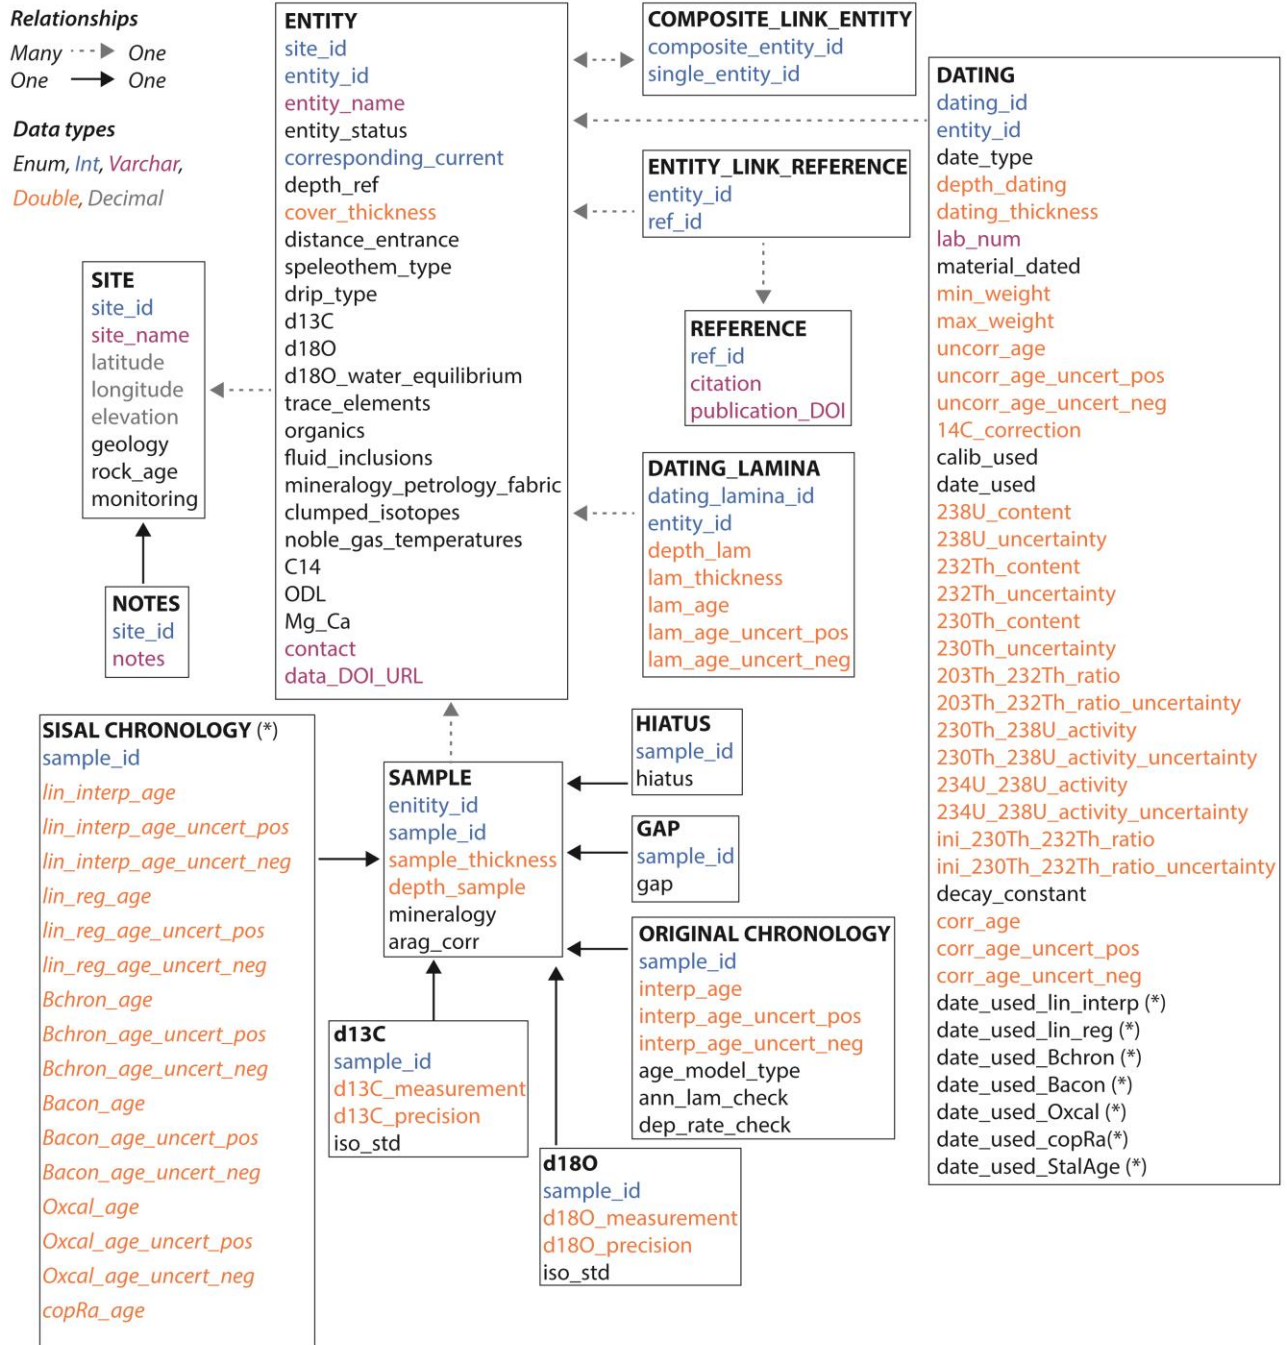 Relationships
Many One
One One
Data types
Enum, Int, Varchar,
Double, Decimal
SITE
site_id
site_name
latitude
longitude
elevation
geology
rock_age
monitoring
NOTES
site_id
notes
ENTITY
site_id
entity_id
entity_name
entity_status
corresponding_current
depth_ref
cover_thickness
distance_entrance
speleothem_type
drip_type
d13C
d18O
d18O_water_equilibrium
trace_elements
organics
fluid_inclusions
mineralogy_petrology_fabric
clumped_isotopes
noble_gas_temperatures
C14
ODL
Mg_Ca
contact
data_DOI_URL
COMPOSITE_LINK_ENTITY
composite_entity_id
single_entity_id
ENTITY_LINK_REFERENCE
entity_id
ref_id
REFERENCE
ref_id
citation
publication_DOI
DATING_LAMINA
dating_lamina_id
entity_id
depth_lam
lam_thickness
lam_age
lam_age_uncert_pos
lam_age_uncert_neg
DATING
dating_id
entity_id
date_type
depth_dating
dating_thickness
lab_num
material_dated
min_weight
max_weight
uncorr_age
uncorr_age_uncert_pos
uncorr_age_uncert_neg
14C_correction
calib_used
date_used
238U_content
238U_uncertainty
232Th_content
232Th_uncertainty
230Th_content
230Th_uncertainty
203Th_232Th_ratio
203Th_232Th_ratio_uncertainty
230Th_238U_activity
230Th_238U_activity_uncertainty
234U_238U_activity
234U_238U_activity_uncertainty
ini_230Th_232Th_ratio
ini_230Th_232Th_ratio_uncertainty
decay_constant
corr_age
corr_age_uncert_pos
corr_age_uncert_neg
date_used_lin_interp (*)
date_used_lin_reg (*)
date_used_Bchron (*)
date_used_Bacon (*)
date_used_Oxcal (*)
date_used_copRa(*)
date_used_StalAge (*)
SISAL CHRONOLOGY (*)
sample_id
lin_interp_age
lin_interp_age_uncert_pos
lin_interp_age_uncert_neg
lin_reg_age
lin_reg_age_uncert_pos
lin_reg_age_uncert_neg
Bchron_age
Bchron_age_uncert_pos
Bchron_age_uncert_neg
Bacon_age
Bacon_age_uncert_pos
Bacon_age_uncert_neg
Oxcal_age
Oxcal_age_uncert_pos
Oxcal_age_uncert_neg
copRa_age
SAMPLE
enitity_id
sample_id
sample_thickness
depth_sample
mineralogy
arag_corr
HIATUS
sample_id
hiatus
GAP
sample_id
gap
ORIGINAL CHRONOLOGY
sample_id
interp_age
interp_age_uncert_pos
interp_age_uncert_neg
age_model_type
ann_lam_check
dep_rate_check
d13C
sample_id
d13C_measurement
d13C_precision
iso_std
d18O
sample_id
d18O_measurement
d18O_precision
iso_std